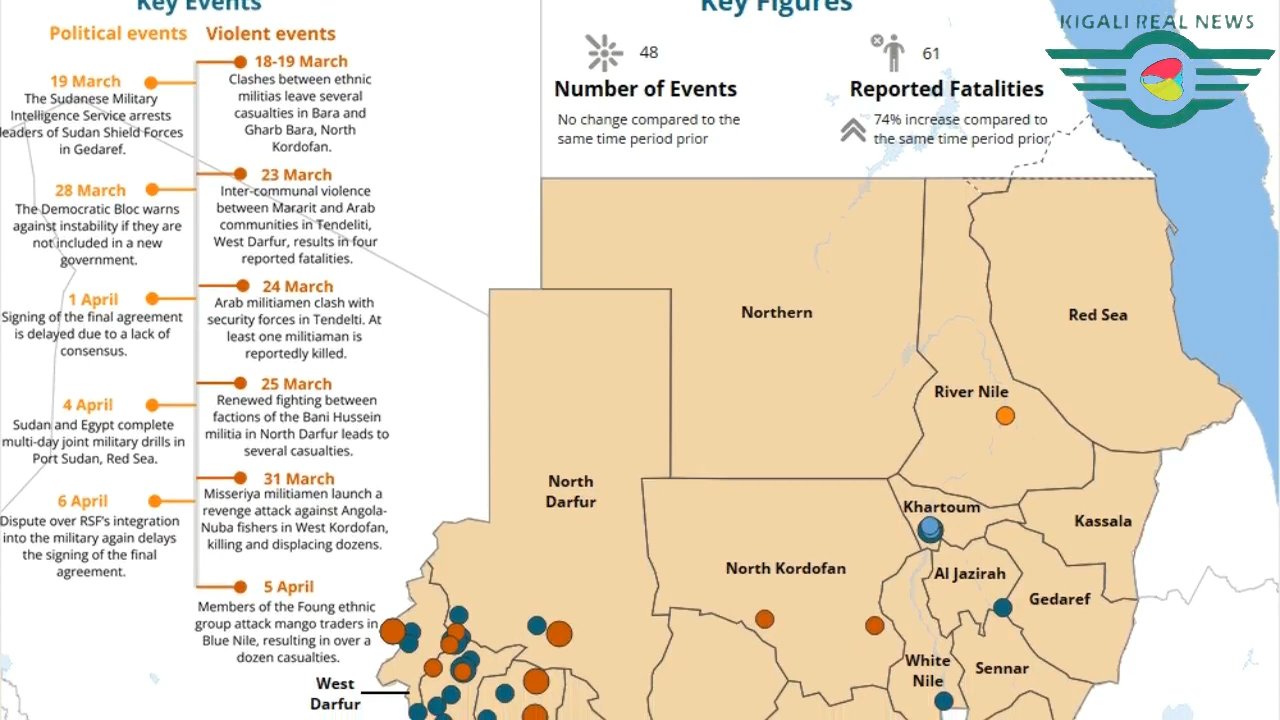 Key Events
Political events
Violent events
19 March
The Sudanese Military
Intelligence Service arrests
leaders of Sudan Shield Forces
in Gedaref.
28 March
The Democratic Bloc warns
against instability if they are
not included in a new
government.
1 April
Signing of the final agreement
is delayed due to a lack of
consensus.
4 April
Sudan and Egypt complete
multi-day joint military drills in
Port Sudan, Red Sea.
6 April
Dispute over RSF's integration
into the military again delays
the signing of the final
agreement.
18-19 March
Clashes between ethnic
militias leave several
casualties in Bara and
Gharb Bara, North
Kordofan.
23 March
Inter-communal violence
between Mararit and Arab
communities in Tendeliti,
West Darfur, results in four
reported fatalities.
24 March
Arab militiamen clash with
security forces in Tendelti. At
least one militiaman is
reportedly killed.
25 March
Renewed fighting between
factions of the Bani Hussein
militia in North Darfur leads to
several casualties.
31 March
Misseriya militiamen launch a
revenge attack against Angola-
Nuba fishers in West Kordofan,
killing and displacing dozens.
5 April
Members of the Foung ethnic
group attack mango traders in
Blue Nile, resulting in over a
dozen casualties.
Key Figures
48
Number of Events
No change compared to the
same time period prior
61
Reported Fatalities
74% increase compared to
the same time period prior
KIGALI REAL NEWS
Northern
Red Sea
River Nile
North
Darfur
Khartoum
Kassala
North Kordofan
Al Jazirah
Gedaref
White
Nile
Sennar
West
Darfur